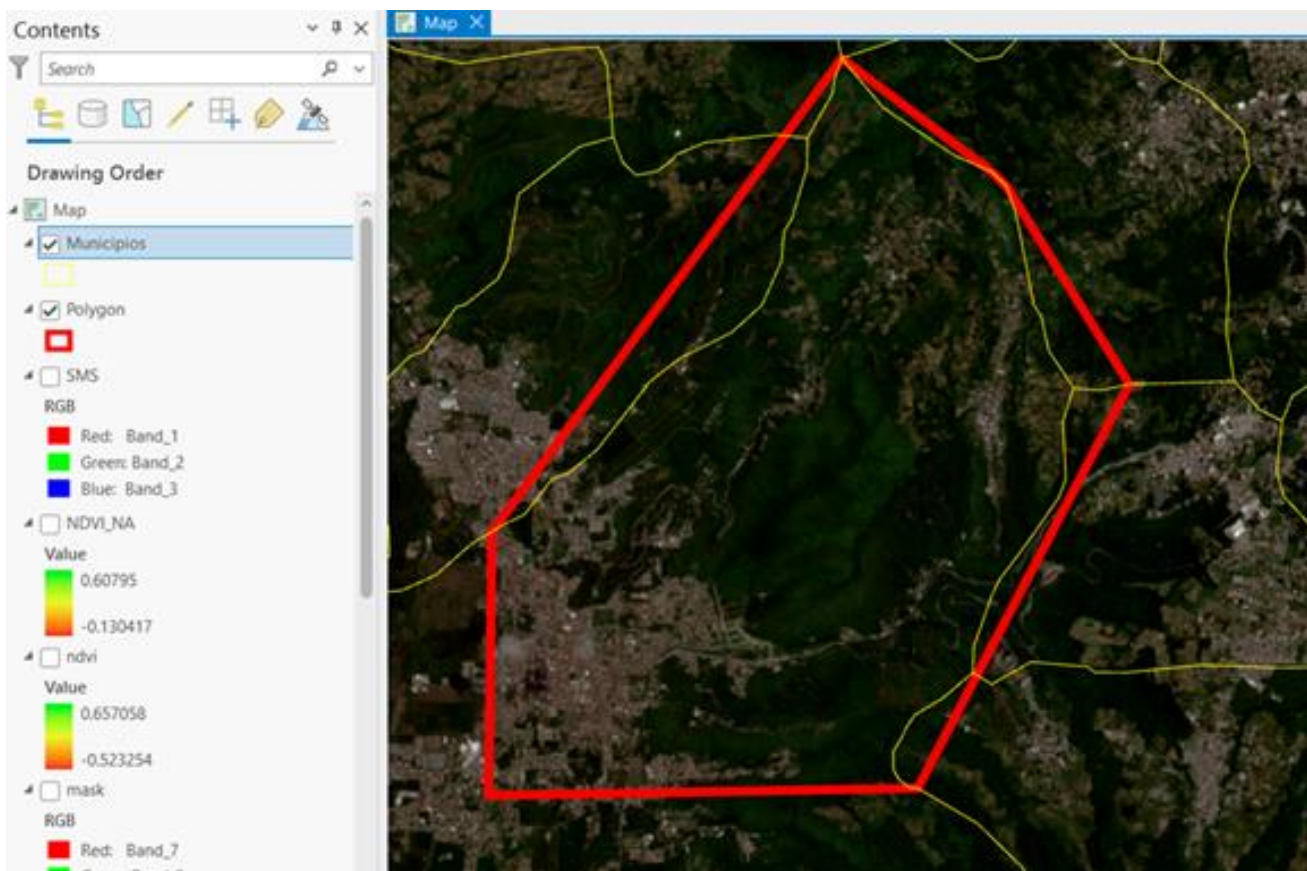 Contents
Search
Drawing Order
Map
Municipios
Polygon
SMS
RGB
Red: Band_1
Green: Band_2
Blue: Band_3
NDVI_NA
Value
0.60795
-0.130417
ndvi
Value
0.657058
-0.523254
mask
RGB
Red: Band_7
Map